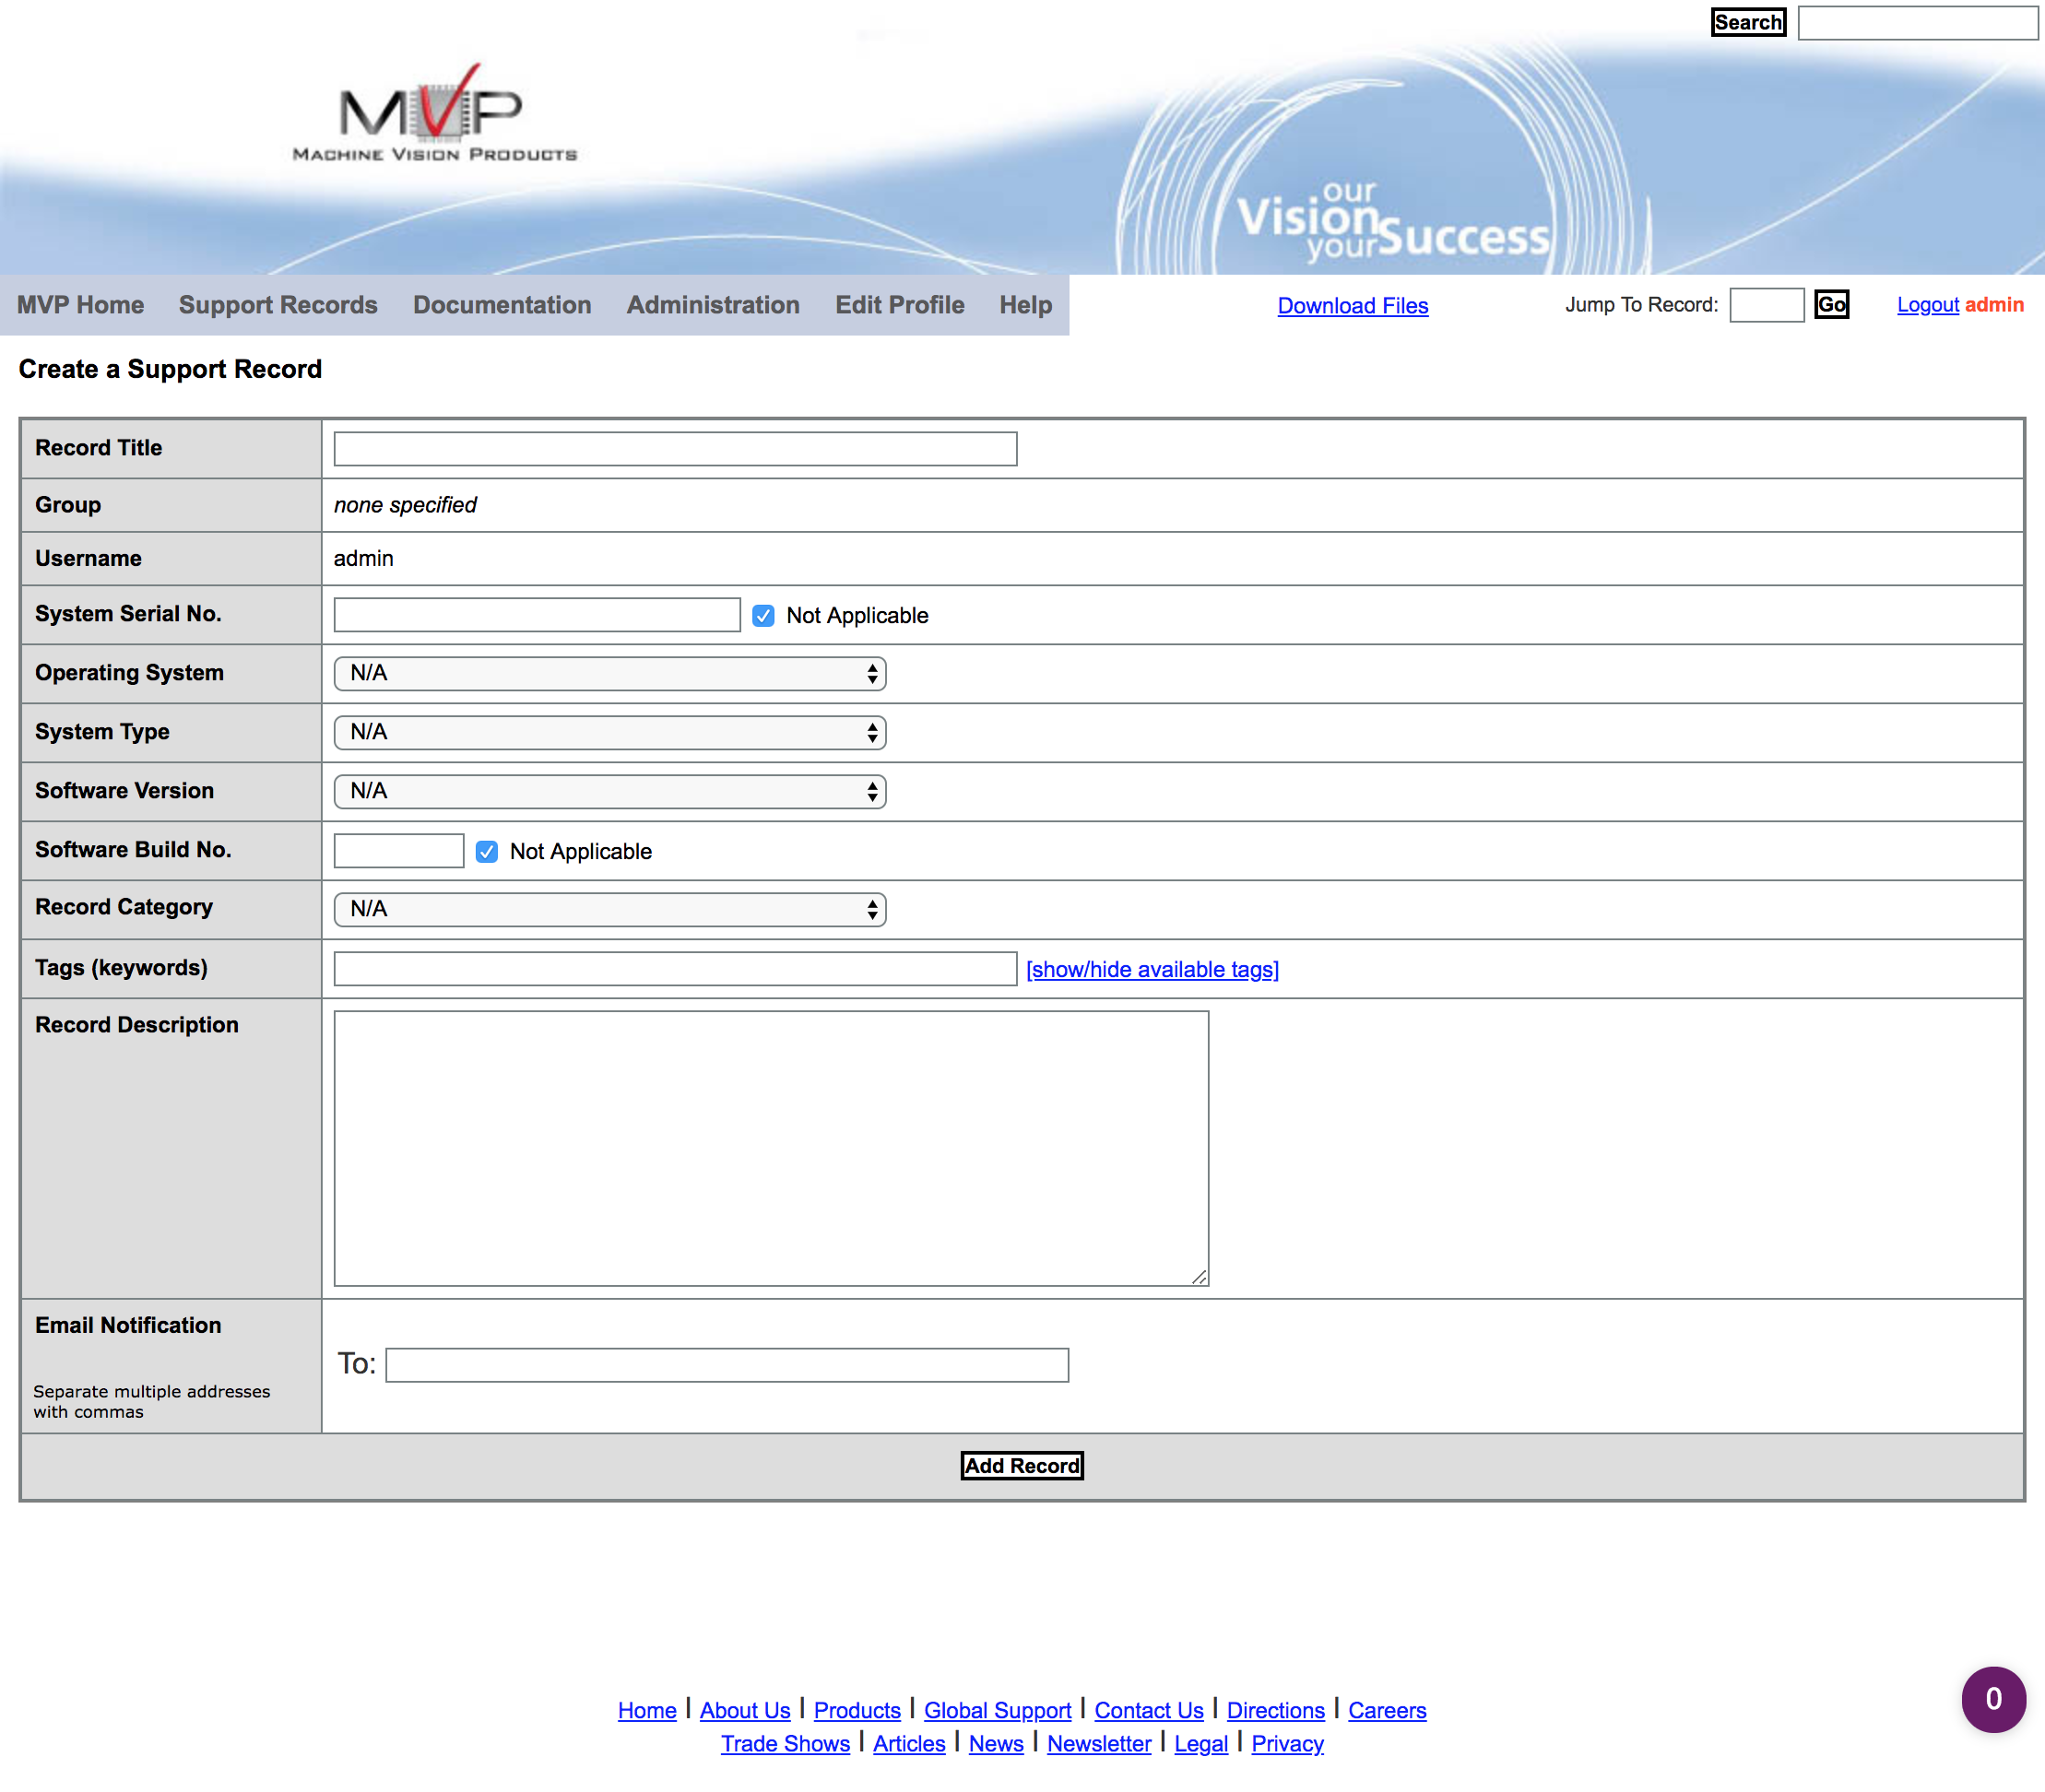 Search
MVP
MACHINE VISION PRODUCTS
our
Vision
your Success
MVP Home Support Records Documentation Administration Edit Profile Help Download Files Jump To Record: Go Logout admin
Create a Support Record
Record Title
Group none specified
Username admin
System Serial No. Not Applicable
Operating System N/A
System Type N/A
Software Version N/A
Software Build No. Not Applicable
Record Category N/A
Tags (keywords) [show/hide available tags]
Record Description
Email Notification
To:
Separate multiple addresses
with commas
Add Record
0
Home | About Us | Products | Global Support | Contact Us | Directions | Careers
Trade Shows | Articles | News | Newsletter | Legal | Privacy